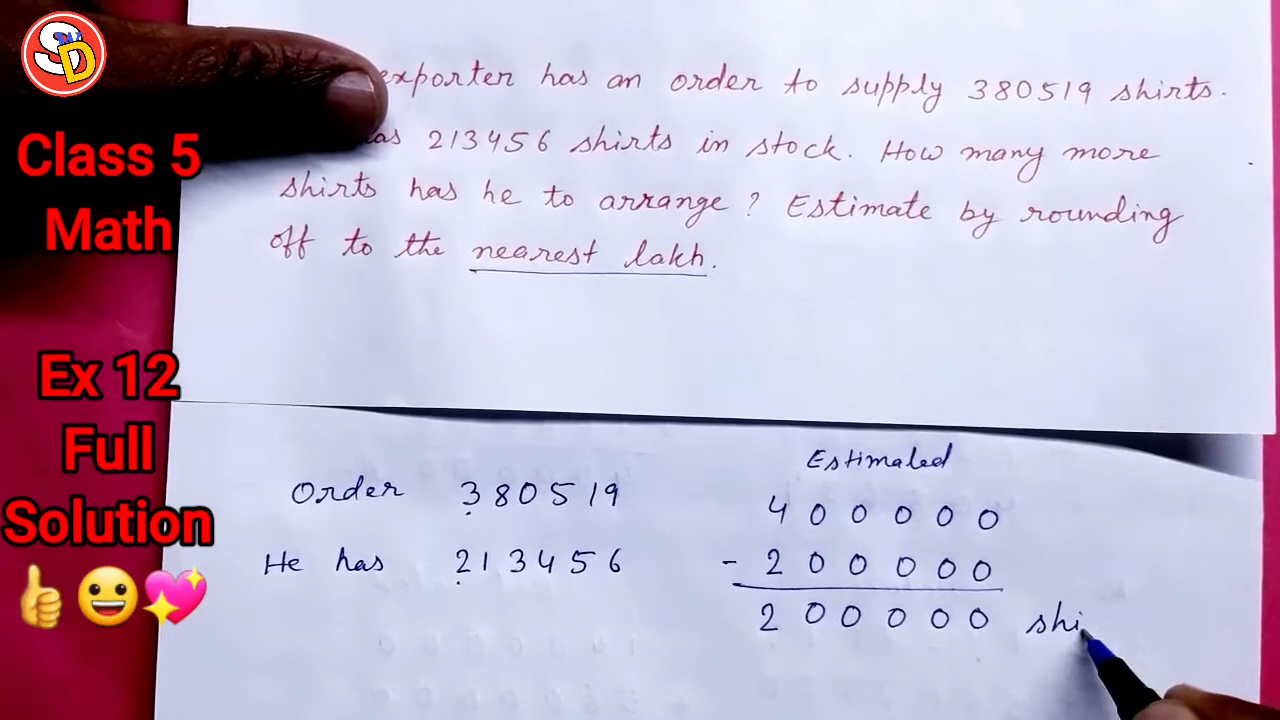 SD
Class 5
Math
Ex 12
Full
Solution
exporter has an order to supply 380519 shirts.
has 213456 shirts in stock. How many more
shirts has he to arrange? Estimate by rounding
off to the nearest lakh.
Estimated
Order 380519 400000
He has 213456 - 200000
200000 shi